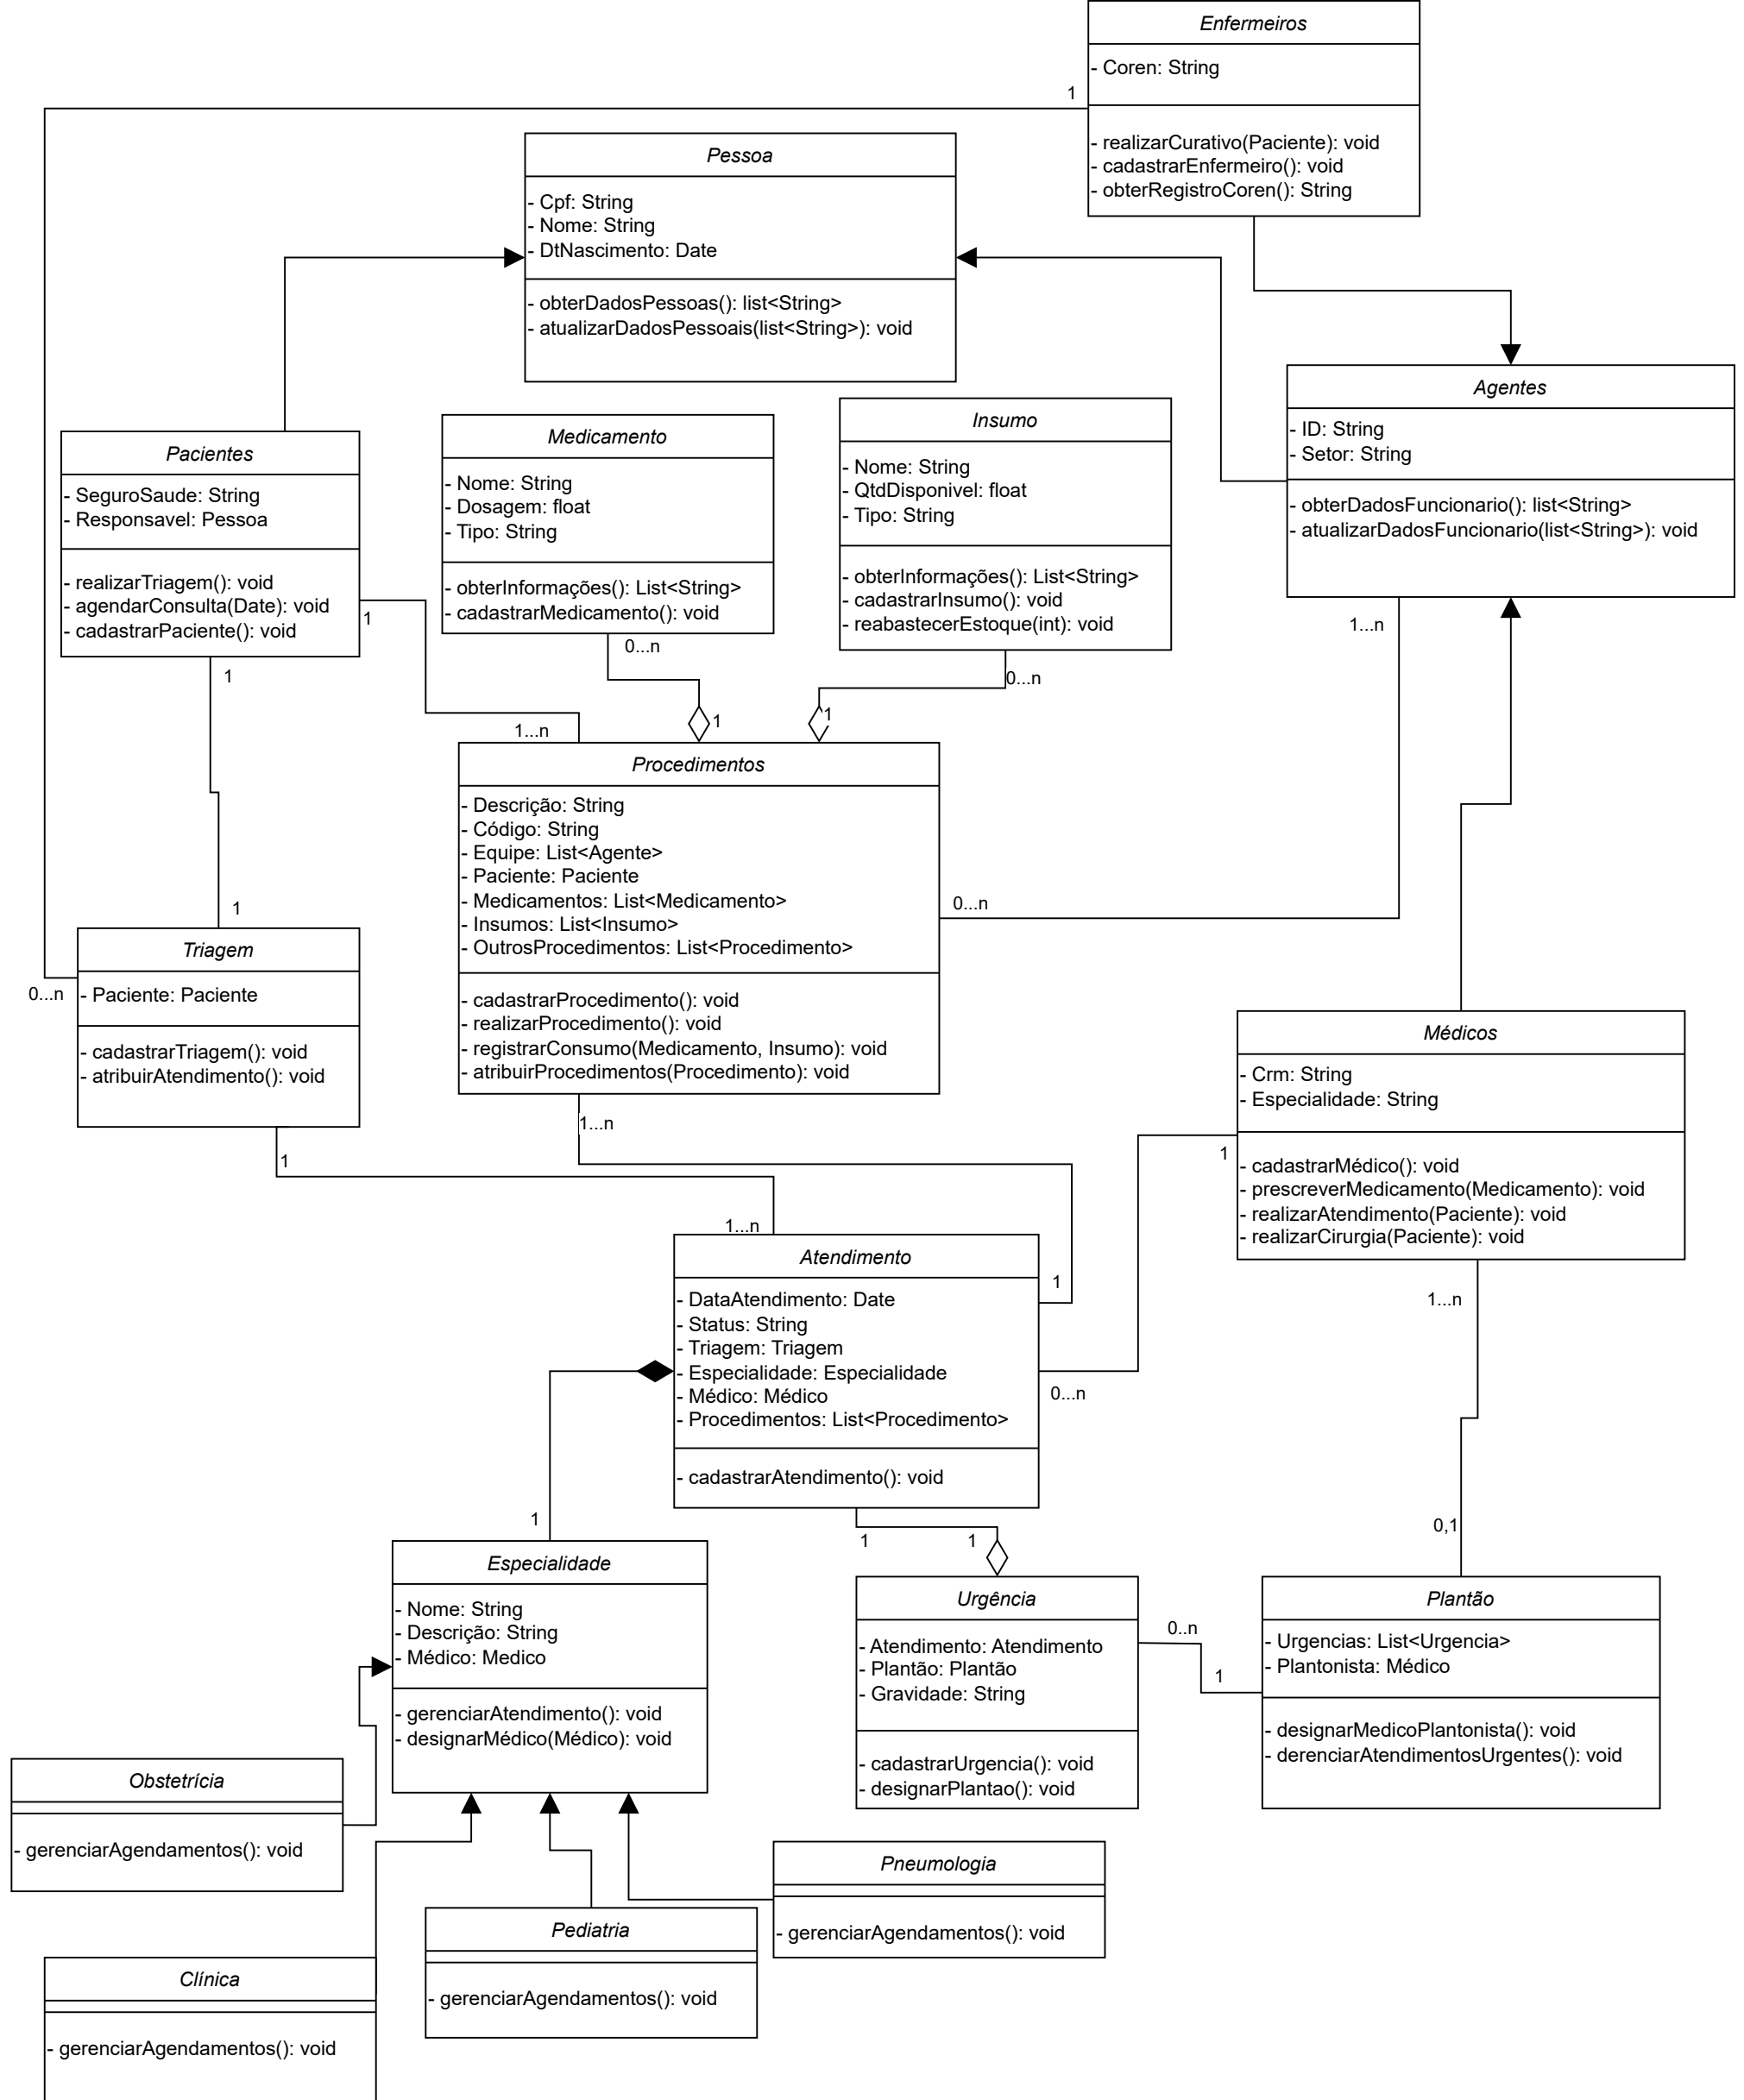 Enfermeiros
- Coren: String
- realizarCurativo(Paciente): void
- cadastrarEnfermeiro(): void
- obterRegistroCoren(): String
1
Pessoa
- Cpf: String
- Nome: String
- DtNascimento: Date
- obterDadosPessoas(): list<String>
- atualizarDadosPessoais(list<String>): void
Agentes
- ID: String
- Setor: String
- obterDadosFuncionario(): list<String>
- atualizarDadosFuncionario(list<String>): void
1...n
Pacientes
- SeguroSaude: String
- Responsavel: Pessoa
- realizarTriagem(): void
- agendarConsulta(Date): void
- cadastrarPaciente(): void
1
1
Medicamento
- Nome: String
- Dosagem: float
- Tipo: String
- obterInformações(): List<String>
- cadastrarMedicamento(): void
0...n
Insumo
- Nome: String
- QtdDisponivel: float
- Tipo: String
- obterInformações(): List<String>
- cadastrarInsumo(): void
- reabastecerEstoque(int): void
0...n
1...n
1
1
Procedimentos
- Descrição: String
- Código: String
- Equipe: List<Agente>
- Paciente: Paciente
- Medicamentos: List<Medicamento>
- Insumos: List<Insumo>
- OutrosProcedimentos: List<Procedimento>
- cadastrarProcedimento(): void
- realizarProcedimento(): void
- registrarConsumo(Medicamento, Insumo): void
- atribuirProcedimentos(Procedimento): void
0...n
1...n
1
0...n
Triagem
- Paciente: Paciente
- cadastrarTriagem(): void
- atribuirAtendimento(): void
1
Médicos
- Crm: String
- Especialidade: String
- cadastrarMédico(): void
- prescreverMedicamento(Medicamento): void
- realizarAtendimento(Paciente): void
- realizarCirurgia(Paciente): void
1
1...n
1...n
Atendimento
- DataAtendimento: Date
- Status: String
- Triagem: Triagem
- Especialidade: Especialidade
- Médico: Médico
- Procedimentos: List<Procedimento>
- cadastrarAtendimento(): void
1
0...n
1
1
1
0,1
Especialidade
- Nome: String
- Descrição: String
- Médico: Medico
- gerenciarAtendimento(): void
- designarMédico(Médico): void
Urgência
- Atendimento: Atendimento
- Plantão: Plantão
- Gravidade: String
- cadastrarUrgencia(): void
- designarPlantao(): void
0..n
1
Plantão
- Urgencias: List<Urgencia>
- Plantonista: Médico
- designarMedicoPlantonista(): void
- derenciarAtendimentosUrgentes(): void
Obstetrícia
- gerenciarAgendamentos(): void
Pneumologia
- gerenciarAgendamentos(): void
Pediatria
- gerenciarAgendamentos(): void
Clínica
- gerenciarAgendamentos(): void